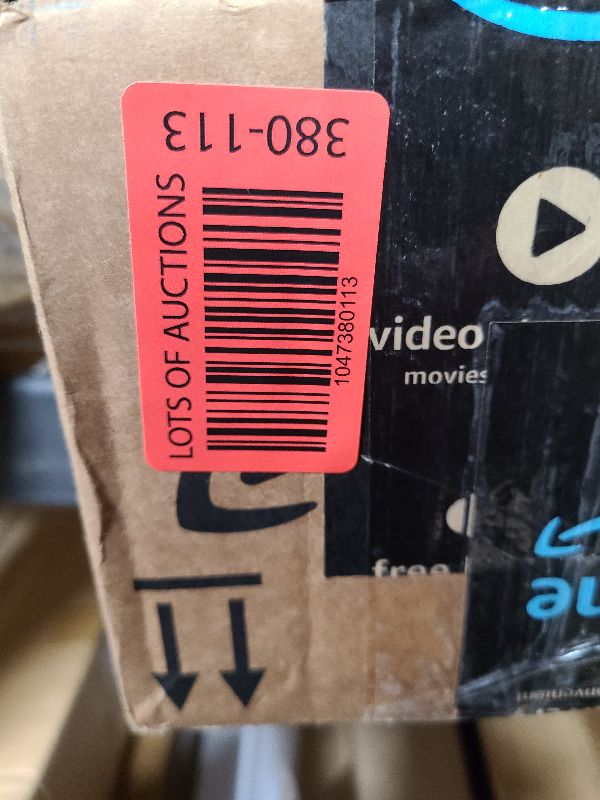 380-113
LOTS OF AUCTIONS
1047380113
video
movies
free